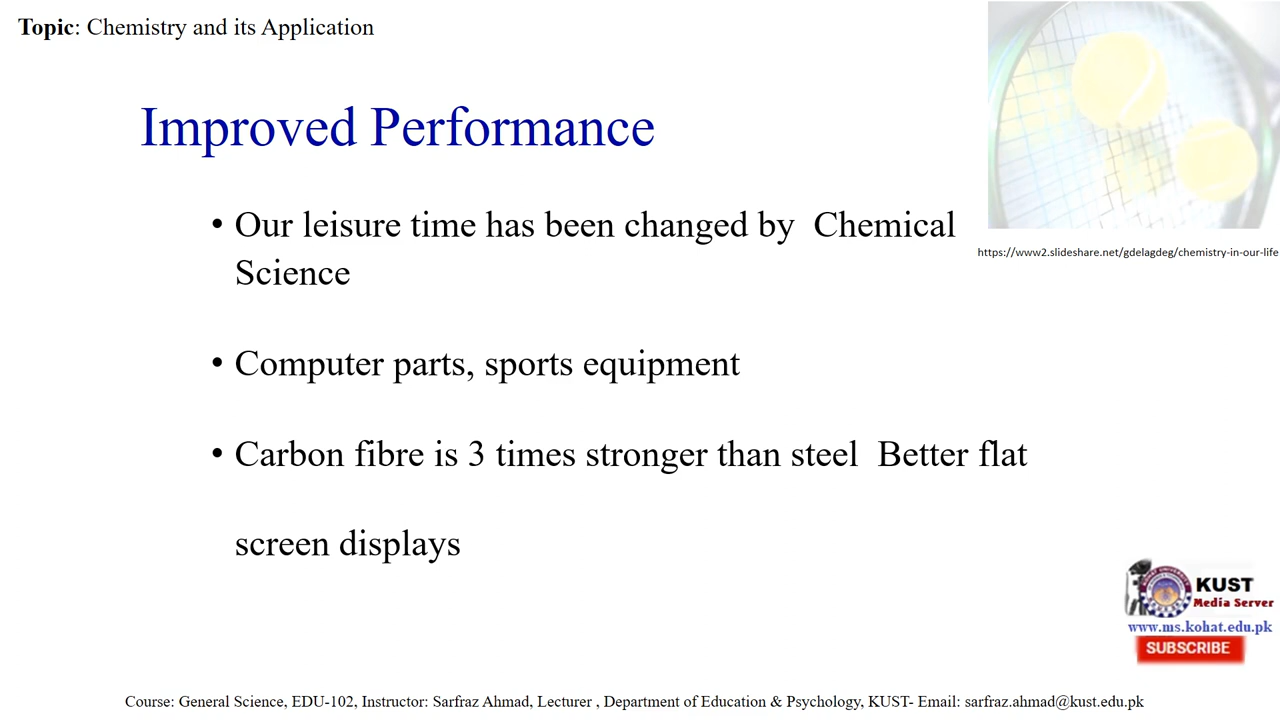 Topic: Chemistry and its Application
Improved Performance
• Our leisure time has been changed by Chemical
Science
https://www2.slideshare.net/gdelagdeg/chemistry-in-our-life
• Computer parts, sports equipment
• Carbon fibre is 3 times stronger than steel Better flat
screen displays
KUST
Media Server
www.ms.kohat.edu.pk
SUBSCRIBE
Course: General Science, EDU-102, Instructor: Sarfraz Ahmad, Lecturer , Department of Education & Psychology, KUST- Email: sarfraz.ahmad@kust.edu.pk